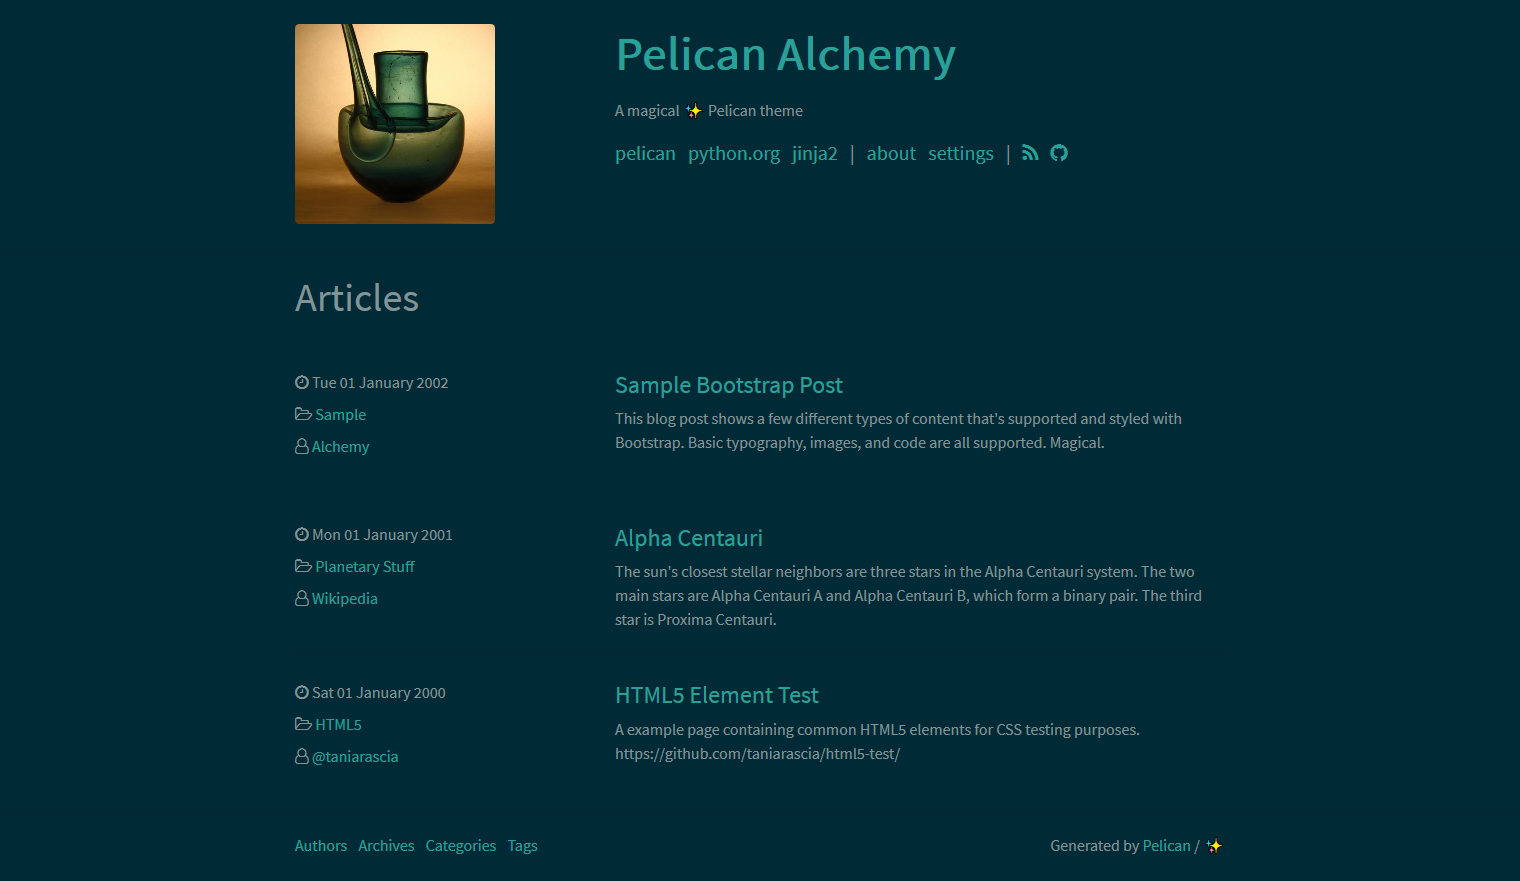 Pelican Alchemy
A magical ✨ Pelican theme
pelican python.org jinja2 | about settings |
Articles
Tue 01 January 2002
Sample
Alchemy
Sample Bootstrap Post
This blog post shows a few different types of content that's supported and styled with
Bootstrap. Basic typography, images, and code are all supported. Magical.
Mon 01 January 2001
Planetary Stuff
Wikipedia
Alpha Centauri
The sun's closest stellar neighbors are three stars in the Alpha Centauri system. The two
main stars are Alpha Centauri A and Alpha Centauri B, which form a binary pair. The third
star is Proxima Centauri.
Sat 01 January 2000
HTML5
@taniarascia
HTML5 Element Test
A example page containing common HTML5 elements for CSS testing purposes.
https://github.com/taniarascia/html5-test/
Authors Archives Categories Tags
Generated by Pelican / ✨